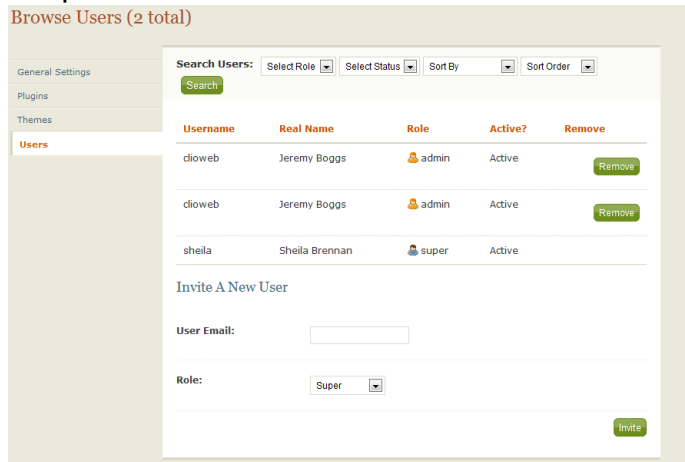 Browse Users (2 total)
General Settings
Plugins
Themes
Users
Search Users: Select Role Select Status Sort By Sort Order
Search
Username Real Name Role Active? Remove
clioweb Jeremy Boggs admin Active Remove
clioweb Jeremy Boggs admin Active Remove
sheila Sheila Brennan super Active
Invite A New User
User Email:
Role: Super
Invite